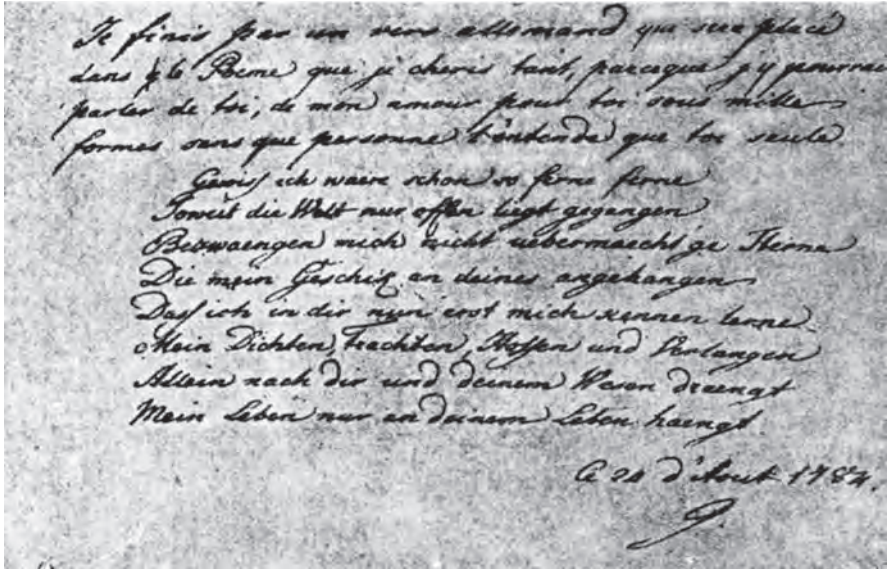 Je finis par un vers allemand qui sera placé
dans le Poeme que je cheris tant, parceque j'y pourrai
parler de toi, de mon amour pour toi sous mille
formes sans que personne l'entende que toi seule.
Gewiss ich waere schon so ferne ferne
Soweit die Welt nur offen liegt gegangen
Bezwaengen mich nicht uebermaecht'ge Sterne
Die mein Geschick an deines angehangen
Dass ich in dir nun erst mich kennen lerne.
Mein Dichten, Trachten, Hoffen und Verlangen
Allein nach dir und deinem Wesen draengt
Mein Leben nur an deinem Leben haengt
Ce 24 d'Aout 1784.
G.